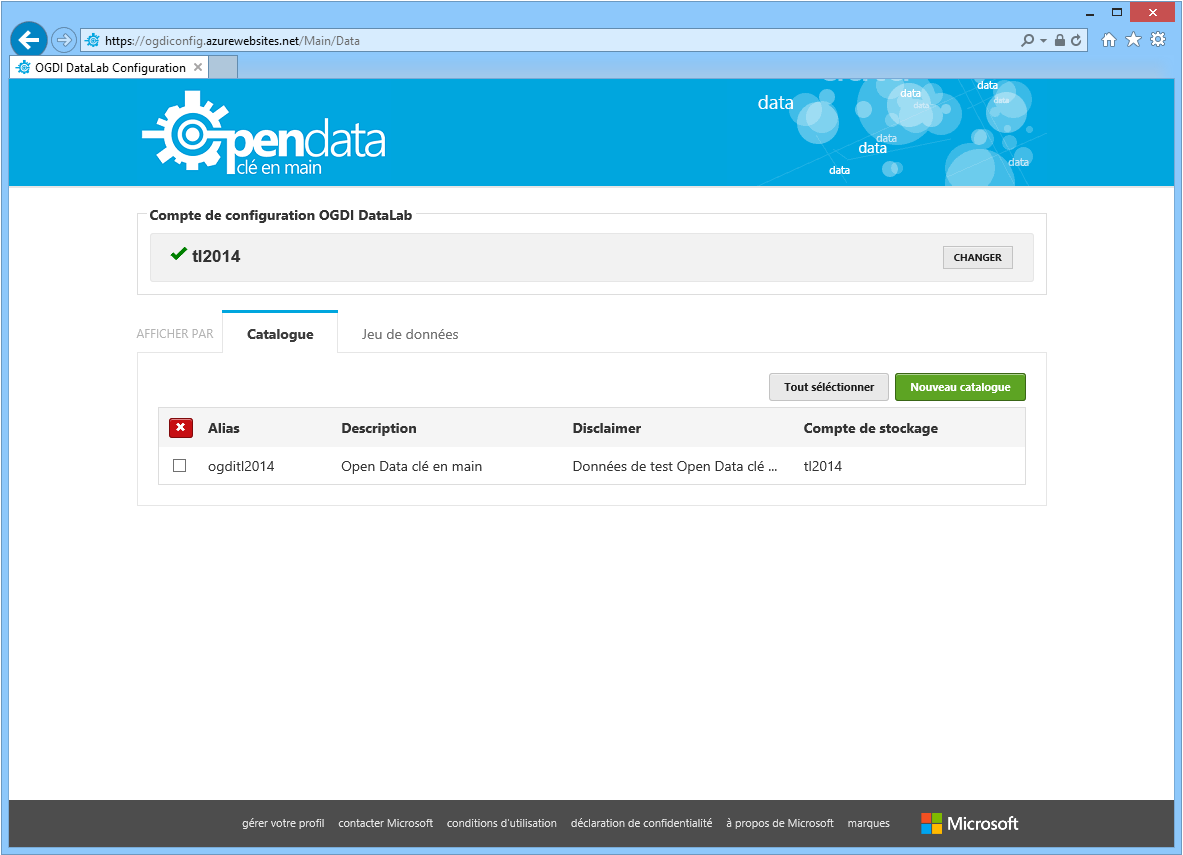 https://ogdiconfig.azurewebsites.net/Main/Data
OGDI DataLab Configuration
Opendata
clé en main
data
data
data
data
data
data
data
data
data
Compte de configuration OGDI DataLab
tl2014
CHANGER
AFFICHER PAR
Catalogue
Jeu de données
Tout séléctionner
Nouveau catalogue
Alias Description Disclaimer Compte de stockage
ogditl2014 Open Data clé en main Données de test Open Data clé ... tl2014
gérer votre profil contacter Microsoft conditions d'utilisation déclaration de confidentialité à propos de Microsoft marques Microsoft